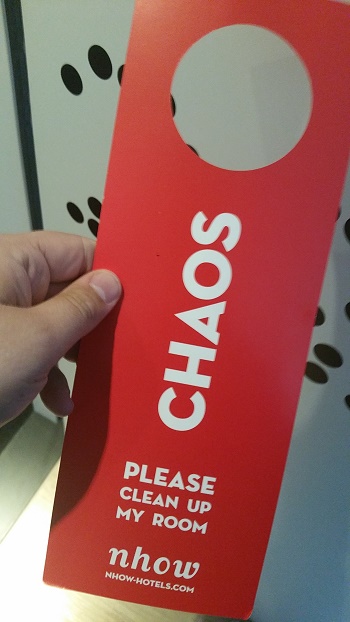 CHAOS
PLEASE
CLEAN UP
MY ROOM
nhow
NHOW-HOTELS.COM